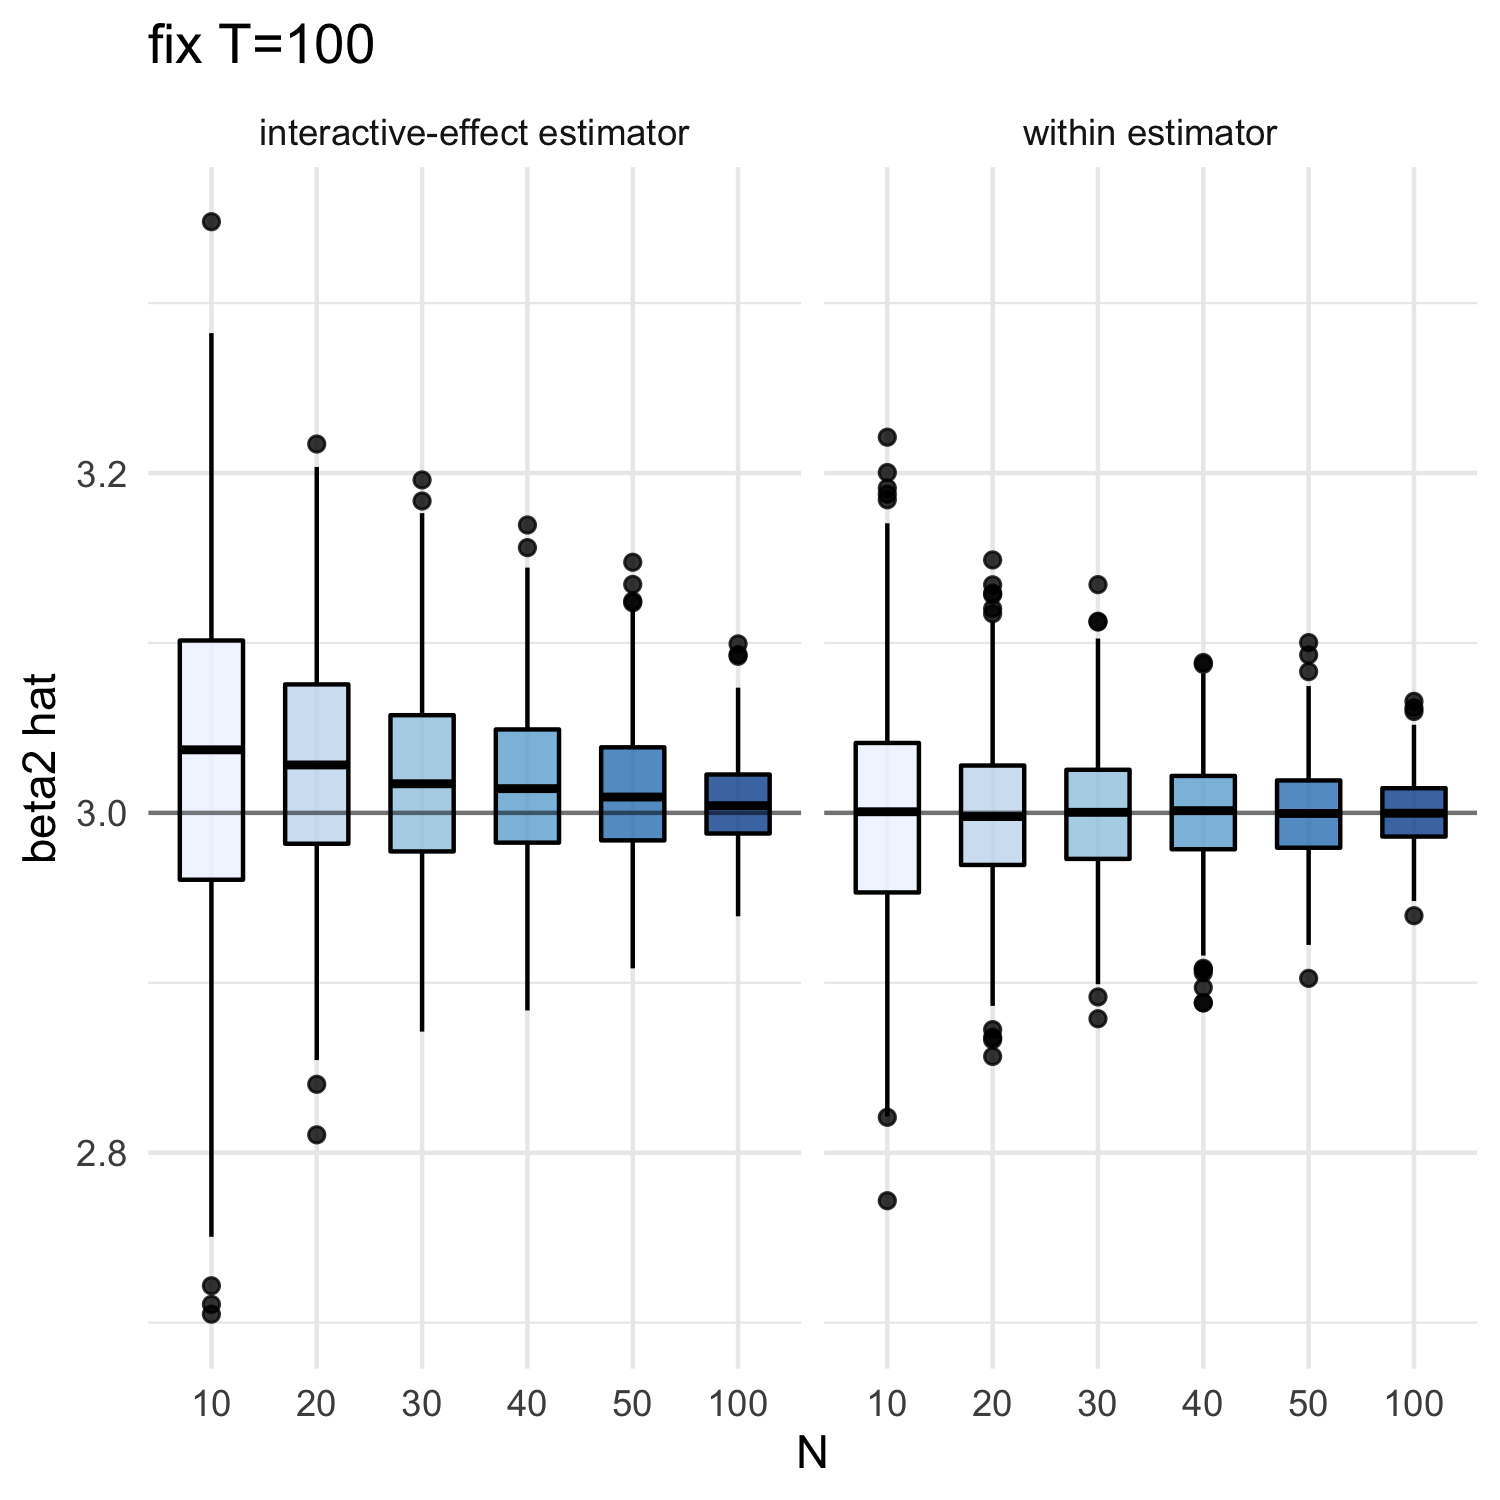 fix T=100
interactive-effect estimator
within estimator
beta2 hat
3.2
3.0
2.8
10 20 30 40 50 100
10 20 30 40 50 100
N